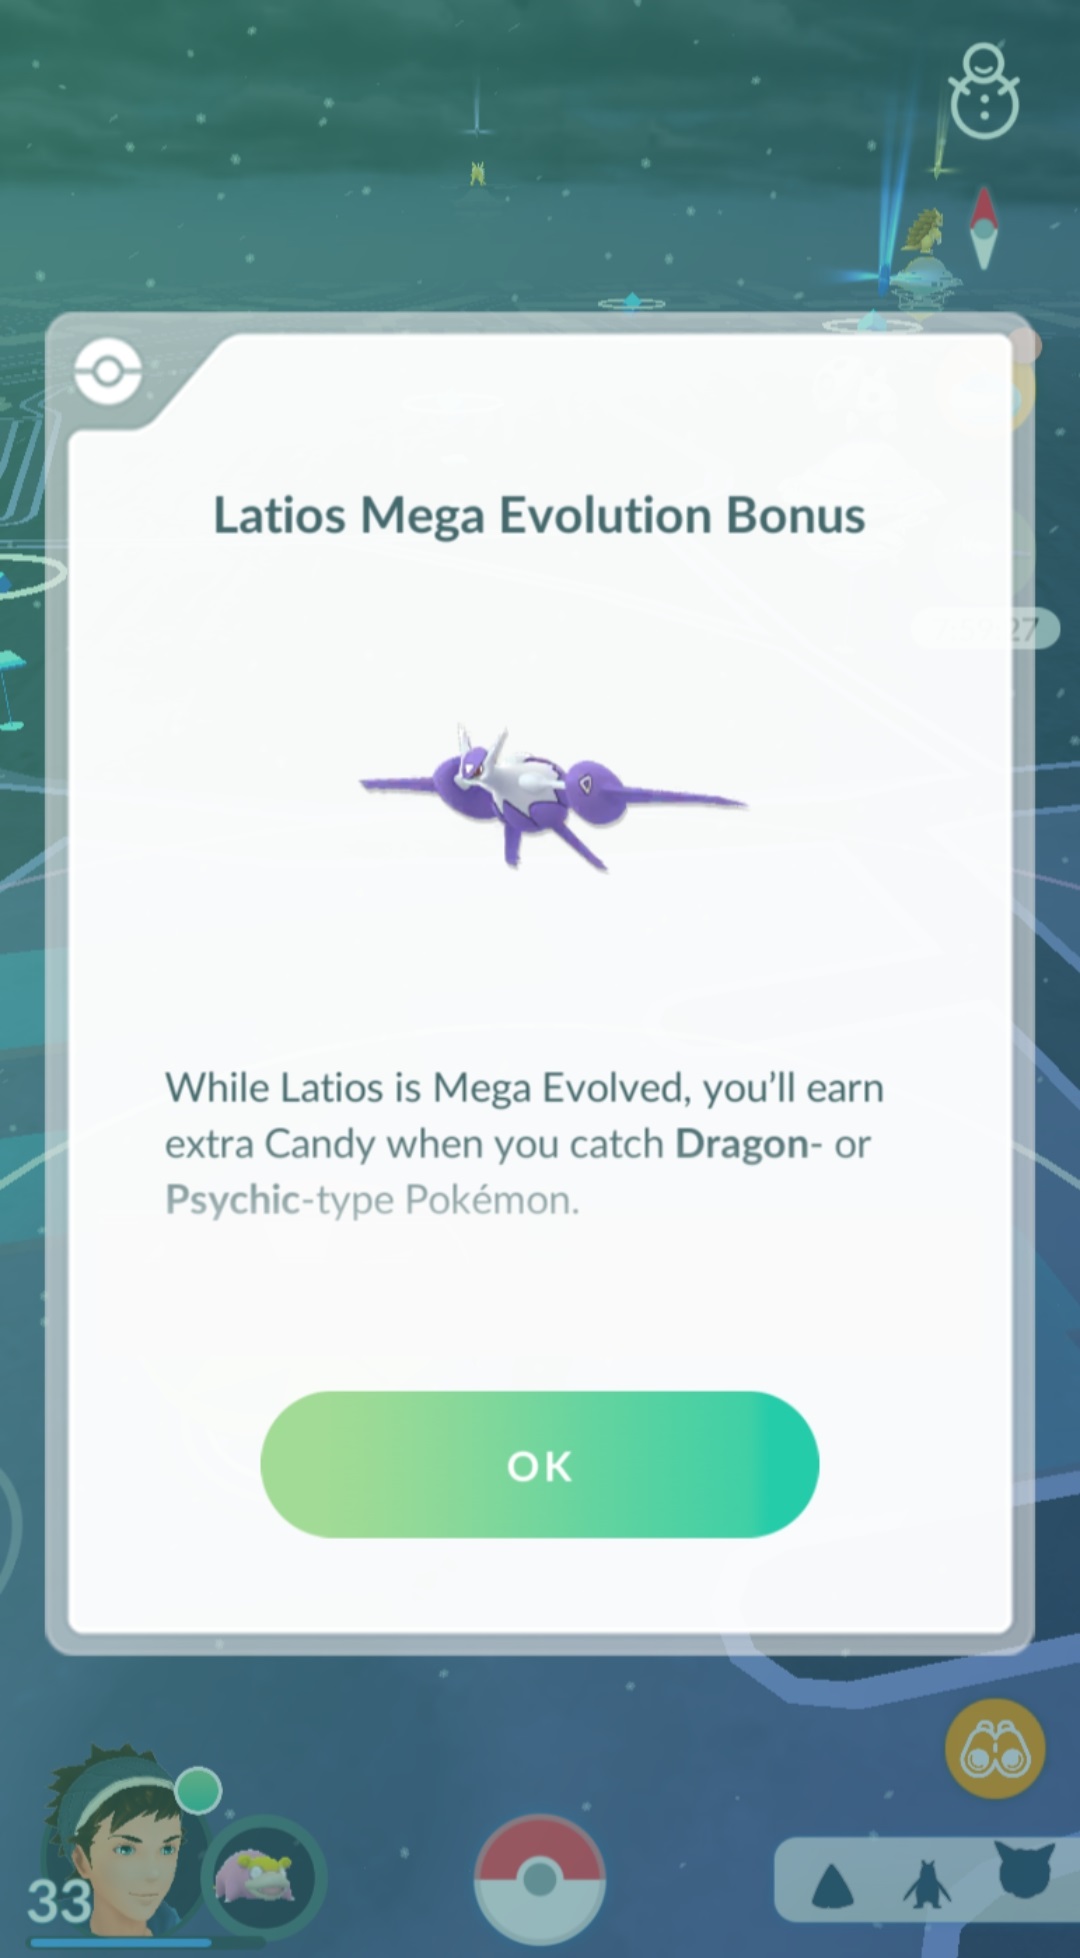 Latios Mega Evolution Bonus
7:59:27
While Latios is Mega Evolved, you'll earn
extra Candy when you catch Dragon- or
Psychic-type Pokémon.
OK
33